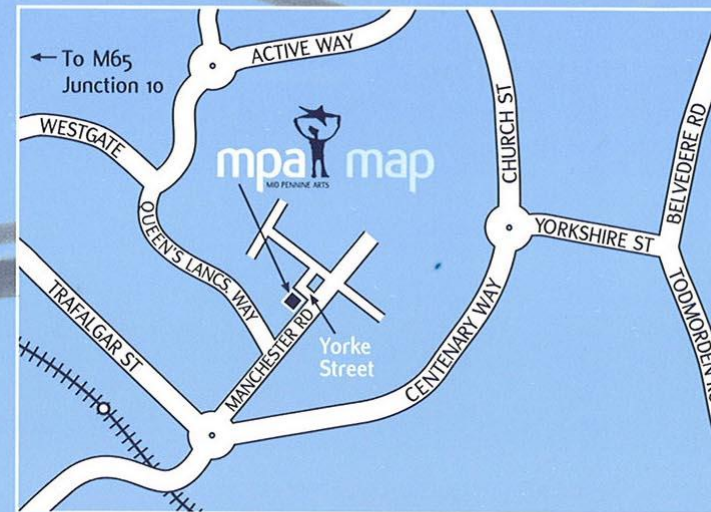 To M65
Junction 10
ACTIVE WAY
WESTGATE
mpa map
MID PENNINE ARTS
CHURCH ST
BELVEDERE RD
QUEEN'S LANCS. WAY
YORKSHIRE ST
TRAFALGAR ST
MANCHESTER RD
Yorke
Street
CENTENARY WAY
TODMORDEN R